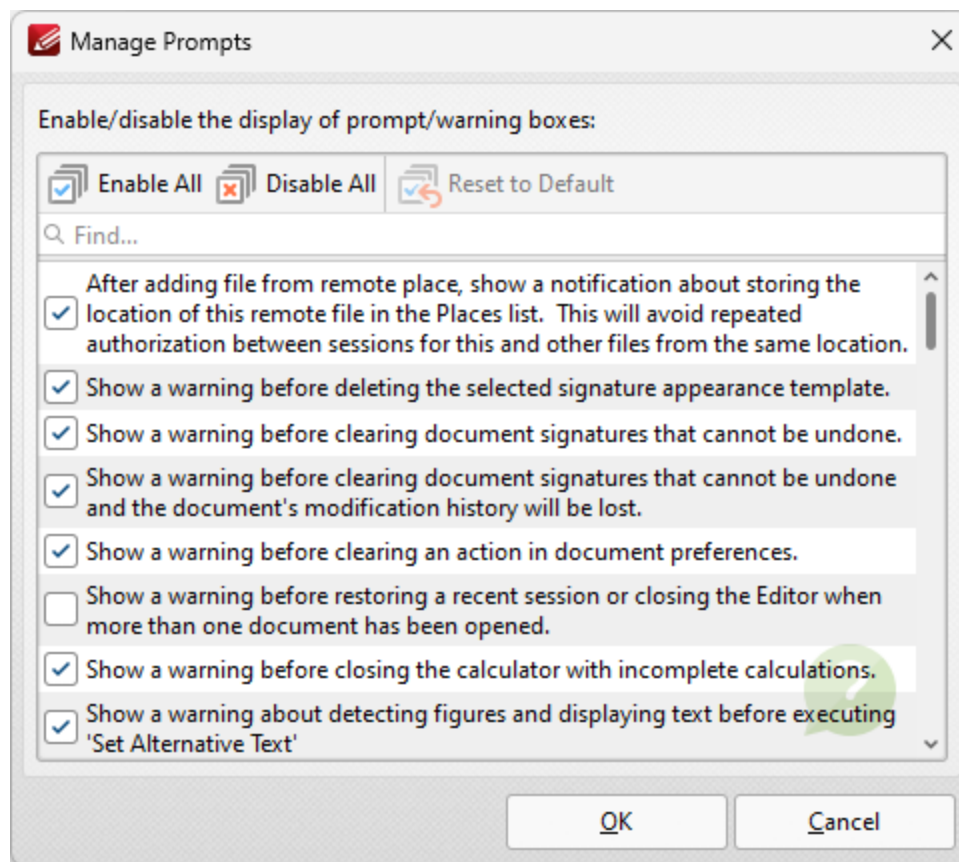 Manage Prompts
Enable/disable the display of prompt/warning boxes:
Enable All Disable All Reset to Default
Find...
After adding file from remote place, show a notification about storing the
location of this remote file in the Places list.  This will avoid repeated
authorization between sessions for this and other files from the same location.
Show a warning before deleting the selected signature appearance template.
Show a warning before clearing document signatures that cannot be undone.
Show a warning before clearing document signatures that cannot be undone
and the document's modification history will be lost.
Show a warning before clearing an action in document preferences.
Show a warning before restoring a recent session or closing the Editor when
more than one document has been opened.
Show a warning before closing the calculator with incomplete calculations.
Show a warning about detecting figures and displaying text before executing
'Set Alternative Text'
OK Cancel